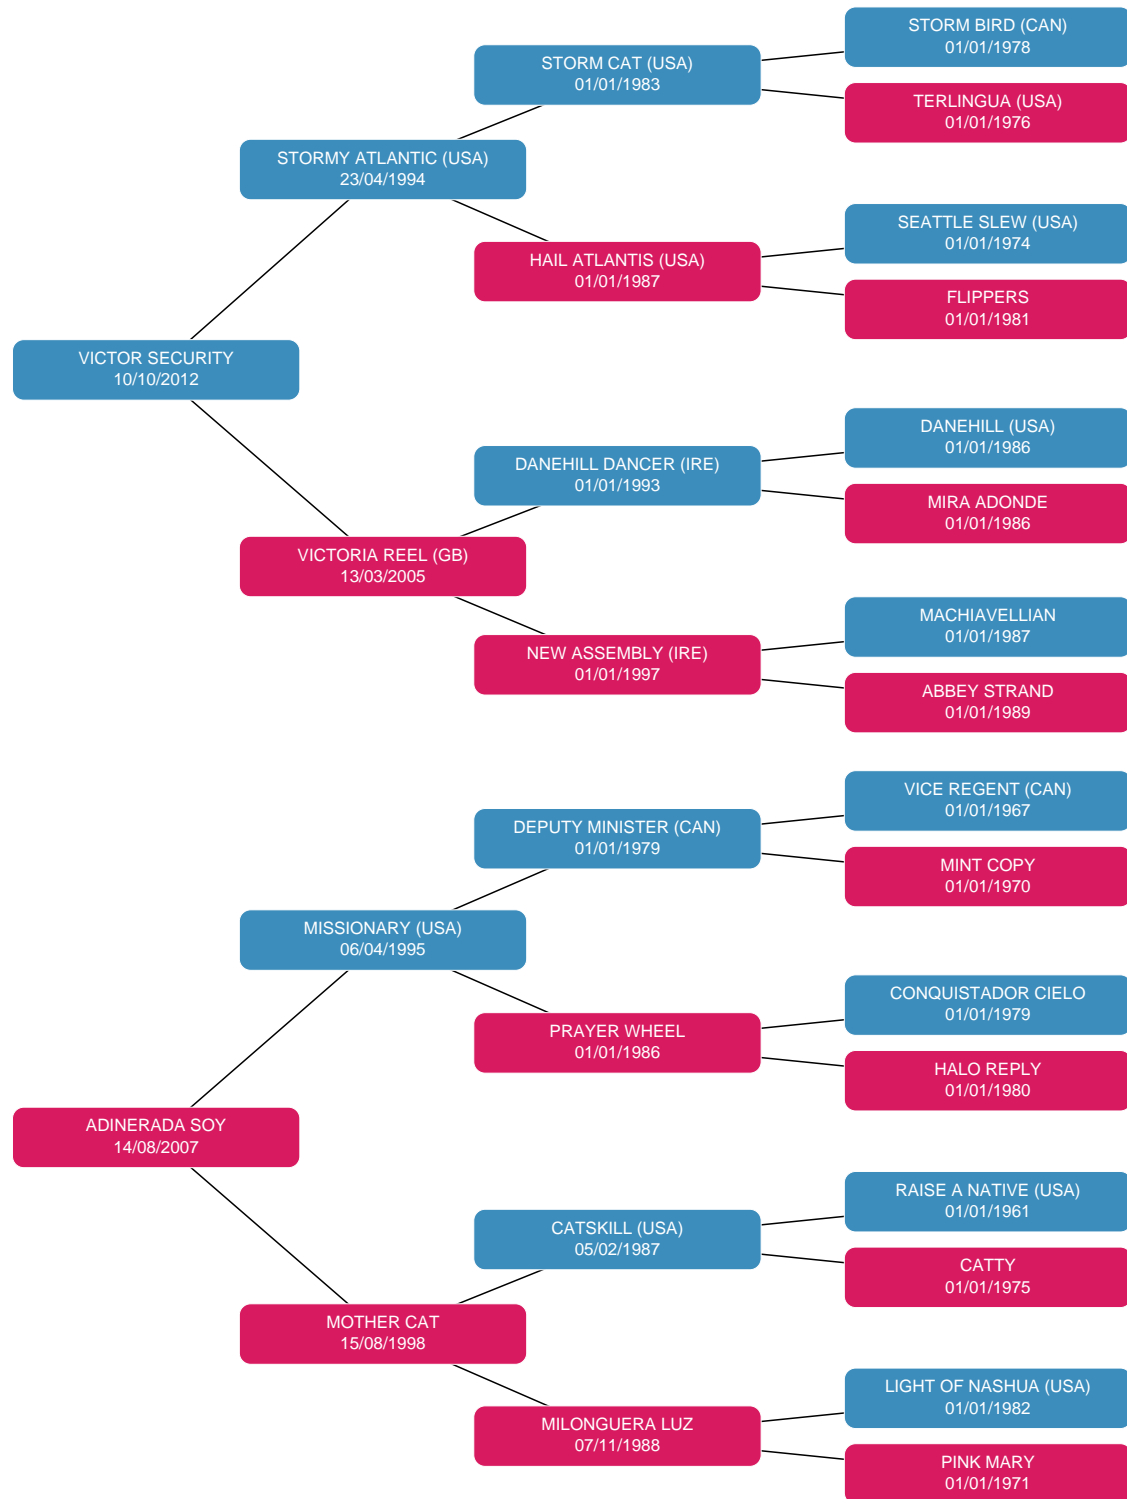 STORM BIRD (CAN)
01/01/1978
STORM CAT (USA)
01/01/1983
TERLINGUA (USA)
01/01/1976
STORMY ATLANTIC (USA)
23/04/1994
SEATTLE SLEW (USA)
01/01/1974
HAIL ATLANTIS (USA)
01/01/1987
FLIPPERS
01/01/1981
VICTOR SECURITY
10/10/2012
DANEHILL (USA)
01/01/1986
DANEHILL DANCER (IRE)
01/01/1993
MIRA ADONDE
01/01/1986
VICTORIA REEL (GB)
13/03/2005
MACHIAVELLIAN
01/01/1987
NEW ASSEMBLY (IRE)
01/01/1997
ABBEY STRAND
01/01/1989
VICE REGENT (CAN)
01/01/1967
DEPUTY MINISTER (CAN)
01/01/1979
MINT COPY
01/01/1970
MISSIONARY (USA)
06/04/1995
CONQUISTADOR CIELO
01/01/1979
PRAYER WHEEL
01/01/1986
HALO REPLY
01/01/1980
ADINERADA SOY
14/08/2007
RAISE A NATIVE (USA)
01/01/1961
CATSKILL (USA)
05/02/1987
CATTY
01/01/1975
MOTHER CAT
15/08/1998
LIGHT OF NASHUA (USA)
01/01/1982
MILONGUERA LUZ
07/11/1988
PINK MARY
01/01/1971